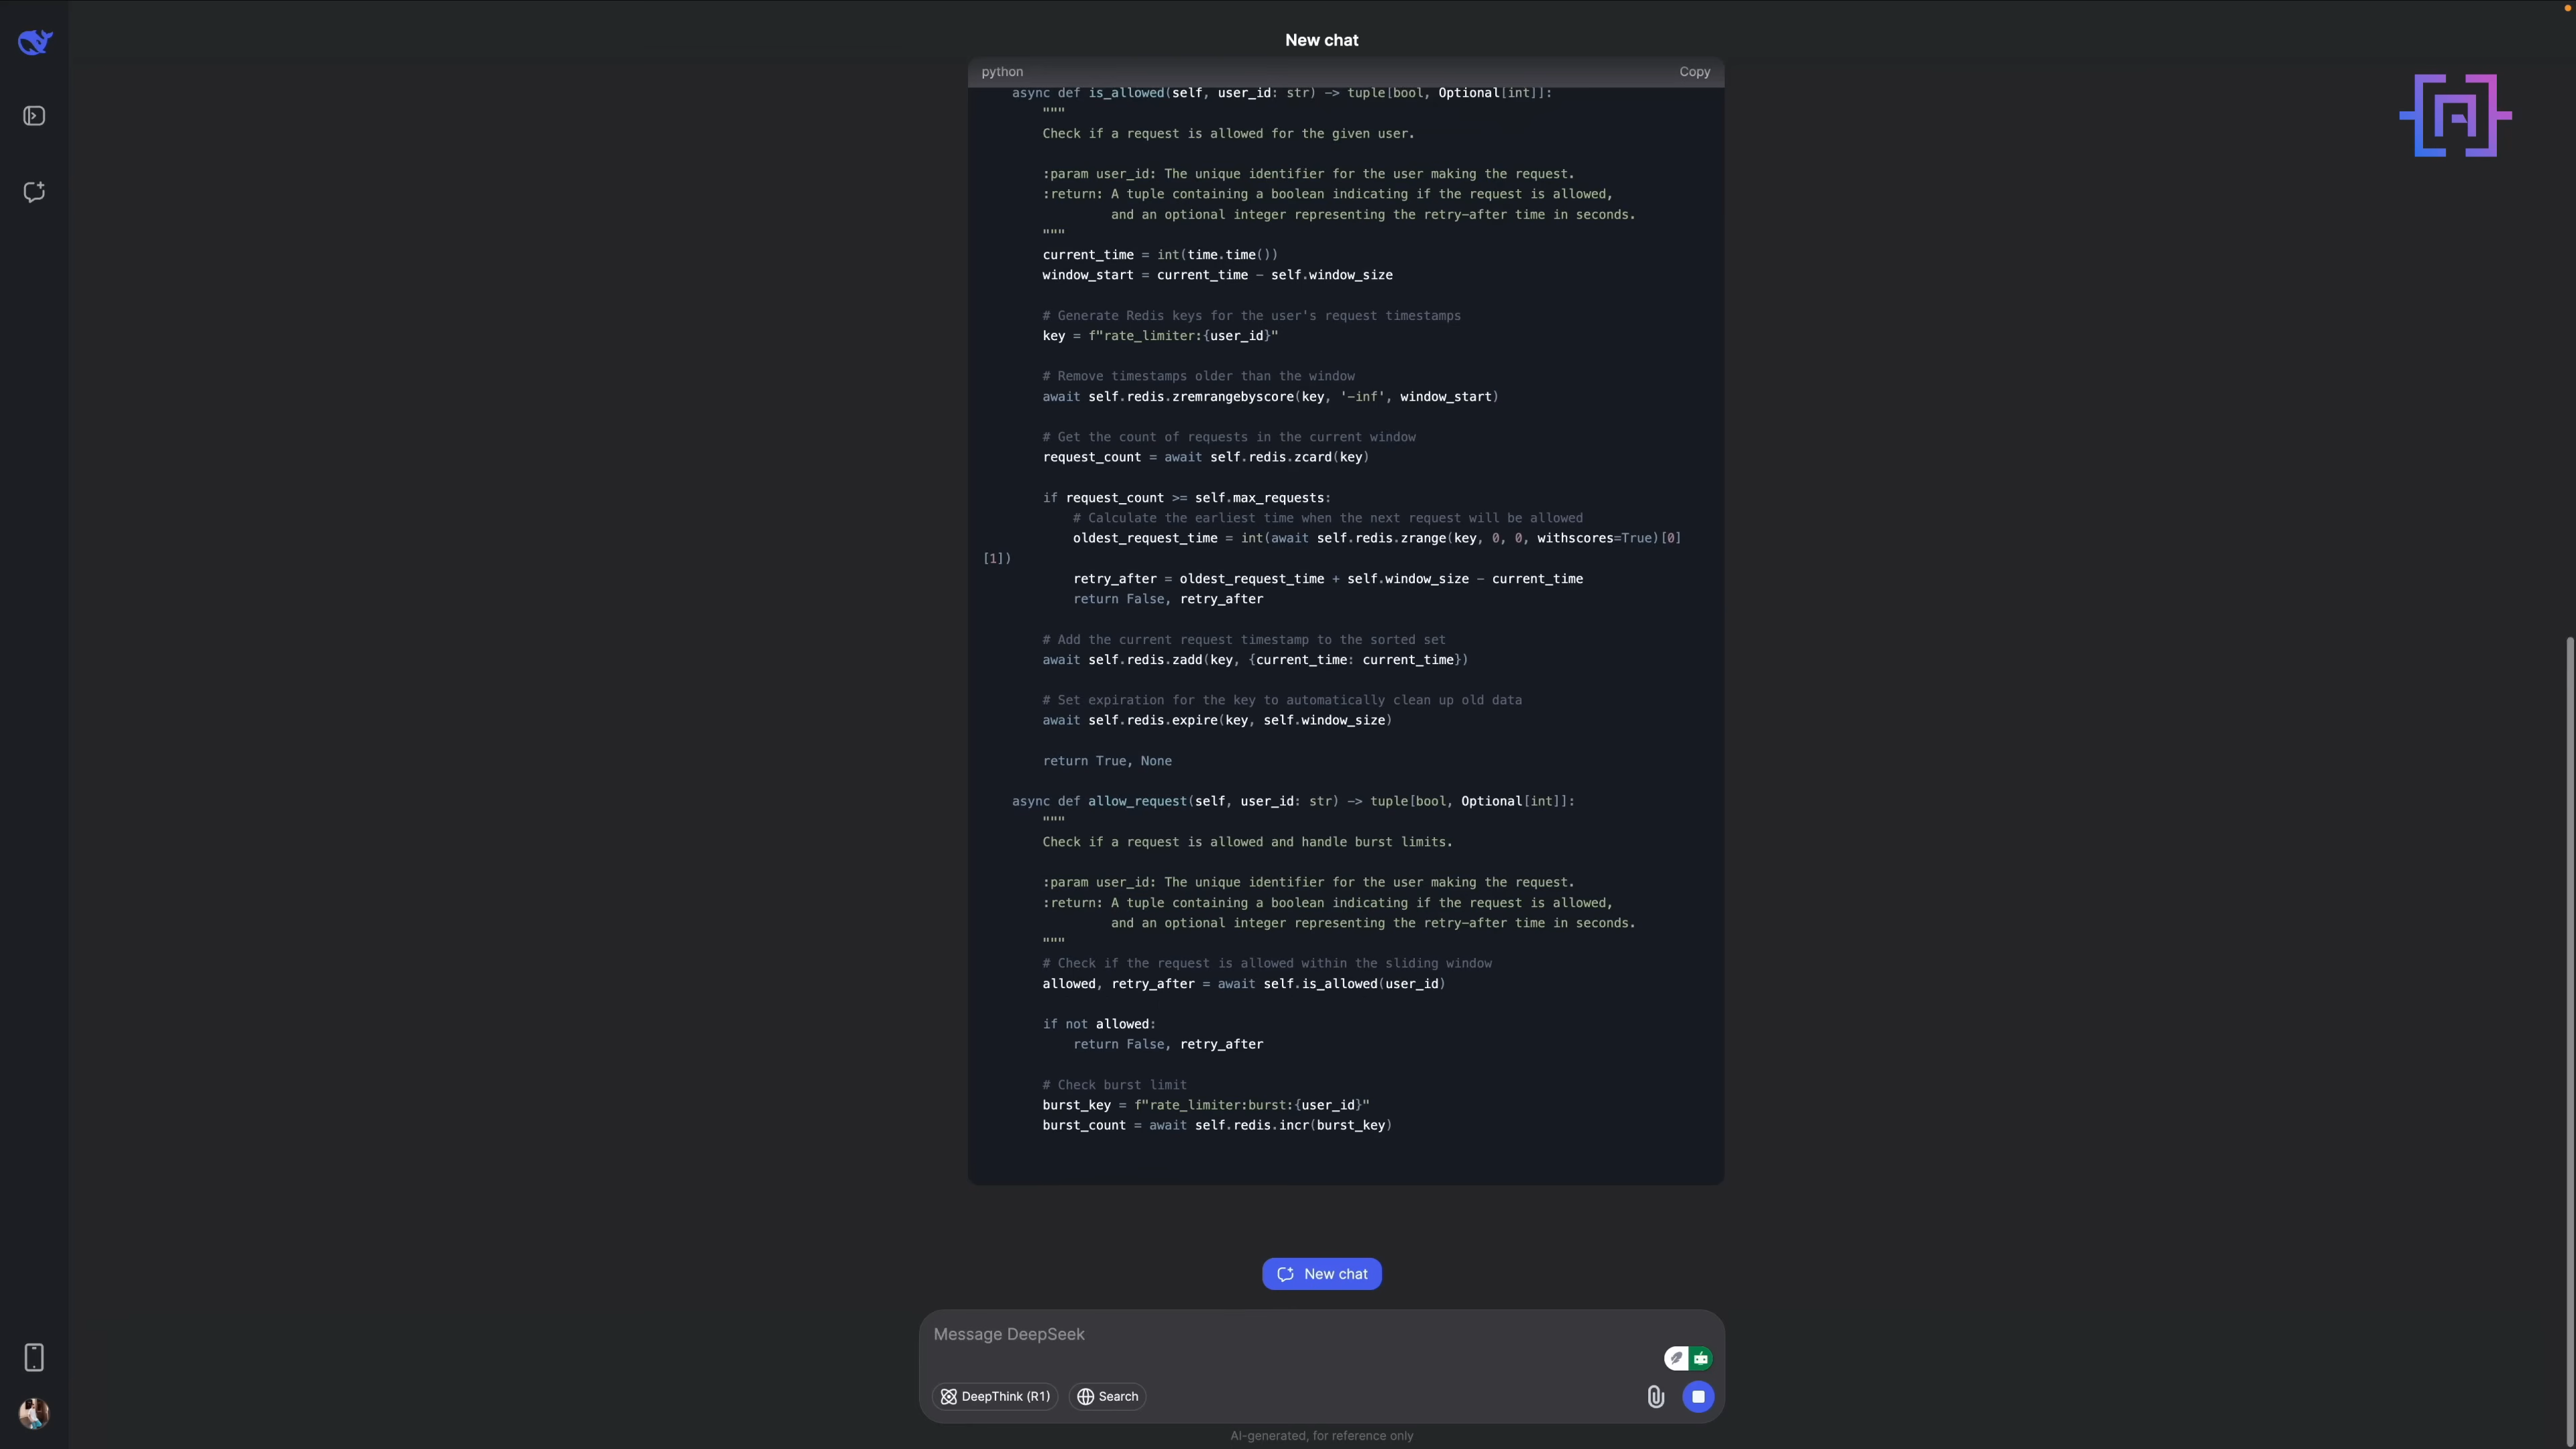 New chat
python
Copy
async def is_allowed(self, user_id: str) -> tuple[bool, Optional[int]]:
"""
Check if a request is allowed for the given user.
:param user_id: The unique identifier for the user making the request.
:return: A tuple containing a boolean indicating if the request is allowed,
and an optional integer representing the retry-after time in seconds.
"""
current_time = int(time.time())
window_start = current_time - self.window_size
# Generate Redis keys for the user's request timestamps
key = f"rate_limiter:{user_id}"
# Remove timestamps older than the window
await self.redis.zremrangebyscore(key, '-inf', window_start)
# Get the count of requests in the current window
request_count = await self.redis.zcard(key)
if request_count >= self.max_requests:
# Calculate the earliest time when the next request will be allowed
oldest_request_time = int(await self.redis.zrange(key, 0, 0, withscores=True)[0]
[1])
retry_after = oldest_request_time + self.window_size - current_time
return False, retry_after
# Add the current request timestamp to the sorted set
await self.redis.zadd(key, {current_time: current_time})
# Set expiration for the key to automatically clean up old data
await self.redis.expire(key, self.window_size)
return True, None
async def allow_request(self, user_id: str) -> tuple[bool, Optional[int]]:
"""
Check if a request is allowed and handle burst limits.
:param user_id: The unique identifier for the user making the request.
:return: A tuple containing a boolean indicating if the request is allowed,
and an optional integer representing the retry-after time in seconds.
"""
# Check if the request is allowed within the sliding window
allowed, retry_after = await self.is_allowed(user_id)
if not allowed:
return False, retry_after
# Check burst limit
burst_key = f"rate_limiter:burst:{user_id}"
burst_count = await self.redis.incr(burst_key)
New chat
Message DeepSeek
DeepThink (R1)
Search
AI-generated, for reference only